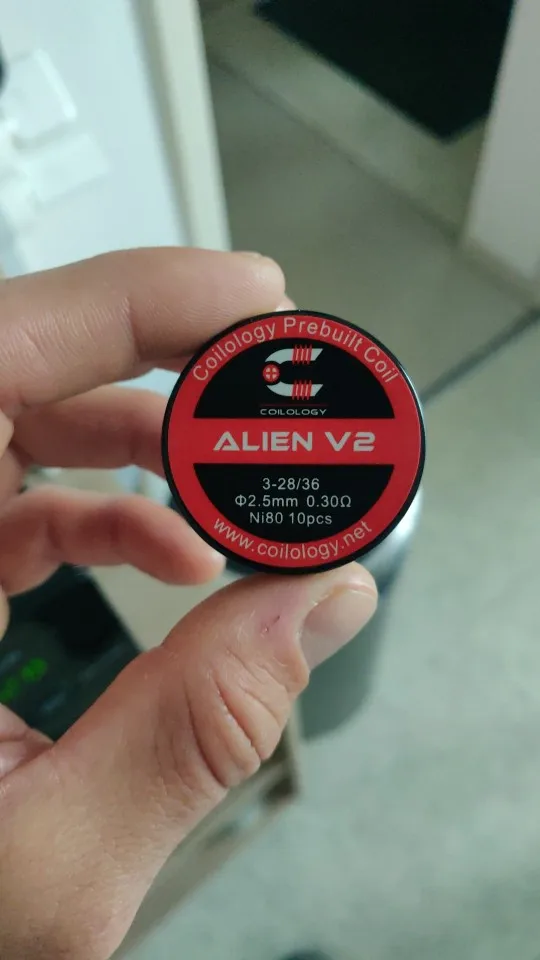 Coilology Prebuilt Coil
COILOLOGY
ALIEN V2
3-28/36
Φ2.5mm 0.30Ω
Ni80 10pcs
www.coilology.net